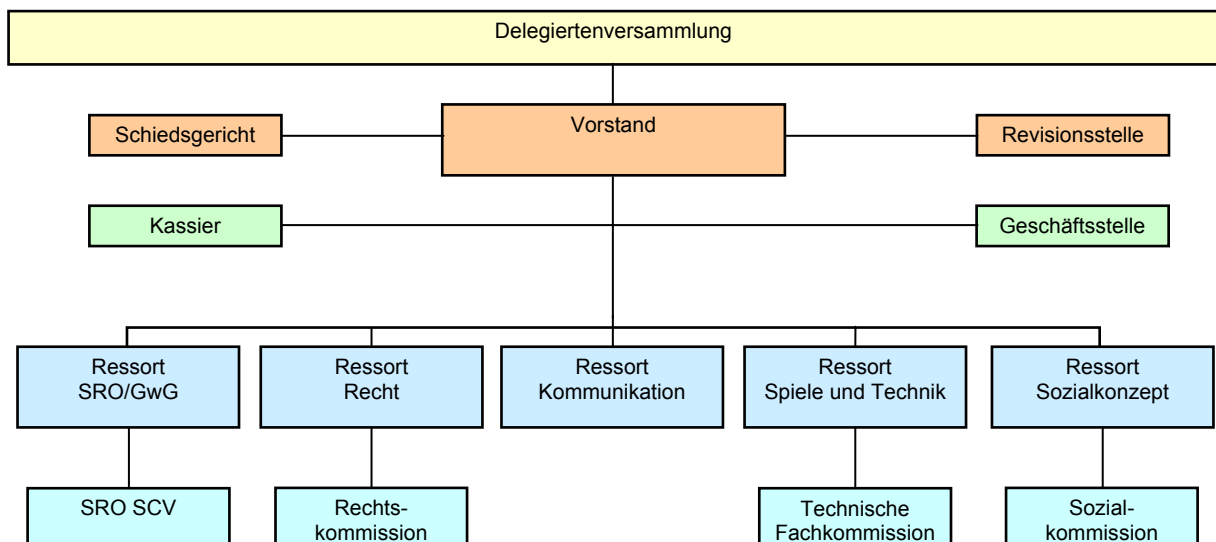 Delegiertenversammlung
Vorstand
Schiedsgericht
Revisionsstelle
Kassier
Geschäftsstelle
Ressort
SRO/GwG
Ressort
Recht
Ressort
Kommunikation
Ressort
Spiele und Technik
Ressort
Sozialkonzept
SRO SCV
Rechts-
kommission
Technische
Fachkommission
Sozial-
kommission